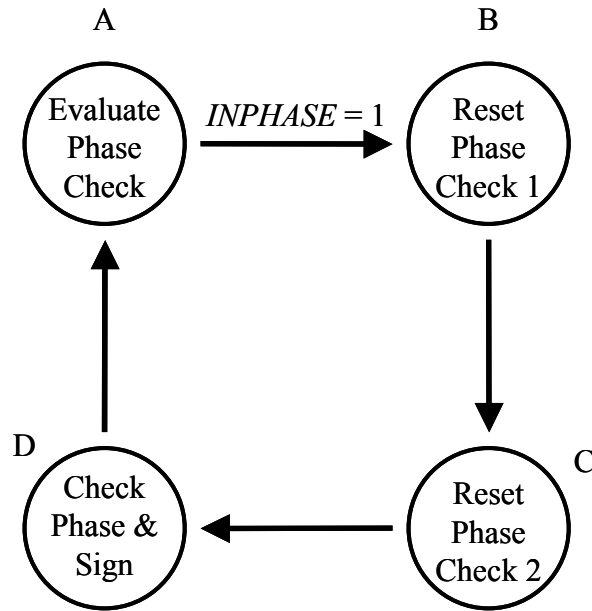 A
B
Evaluate
Phase
Check
INPHASE = 1
Reset
Phase
Check 1
D
Check
Phase &
Sign
C
Reset
Phase
Check 2